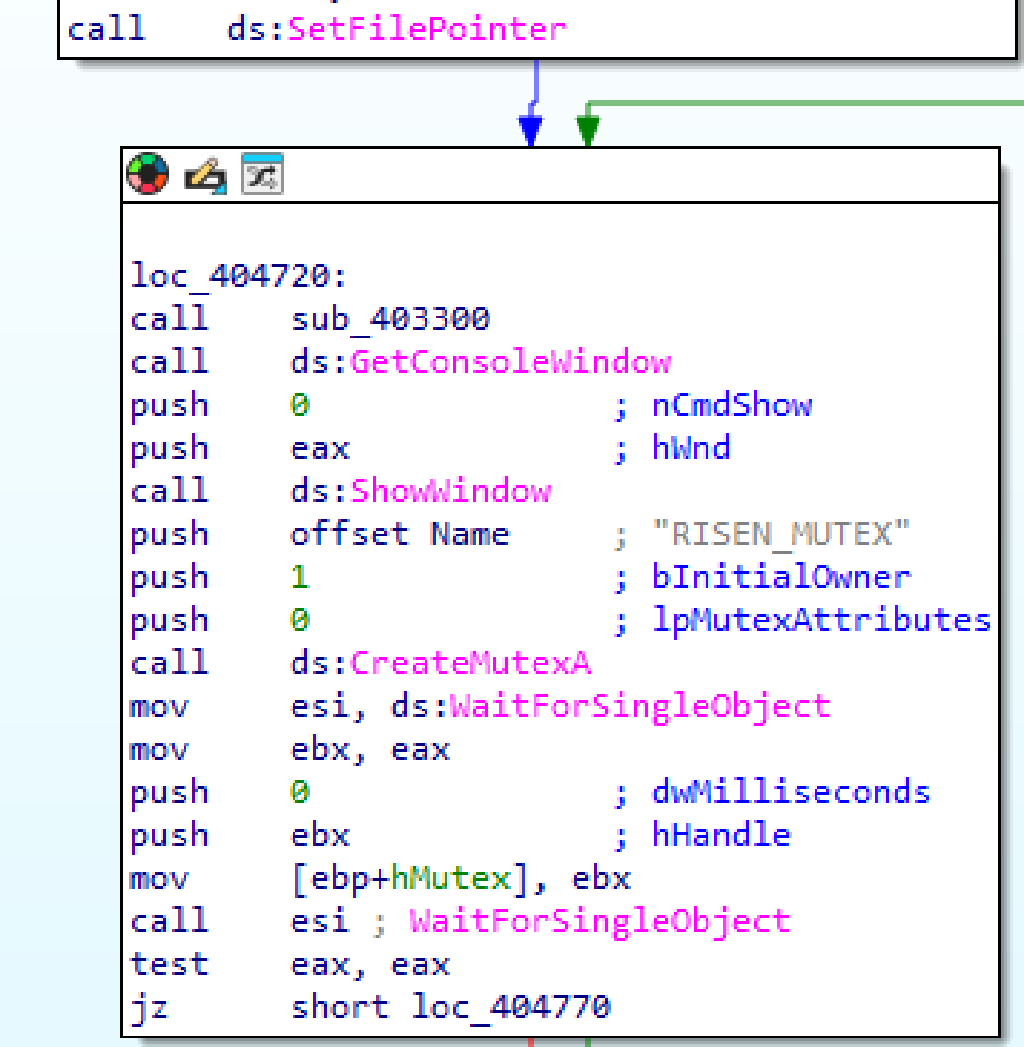 call ds:SetFilePointer
loc_404720:
call sub_403300
call ds:GetConsoleWindow
push 0 ; nCmdShow
push eax ; hWnd
call ds:ShowWindow
push offset Name ; "RISEN_MUTEX"
push 1 ; bInitialOwner
push 0 ; lpMutexAttributes
call ds:CreateMutexA
mov esi, ds:WaitForSingleObject
mov ebx, eax
push 0 ; dwMilliseconds
push ebx ; hHandle
mov [ebp+hMutex], ebx
call esi ; WaitForSingleObject
test eax, eax
jz short loc_404770